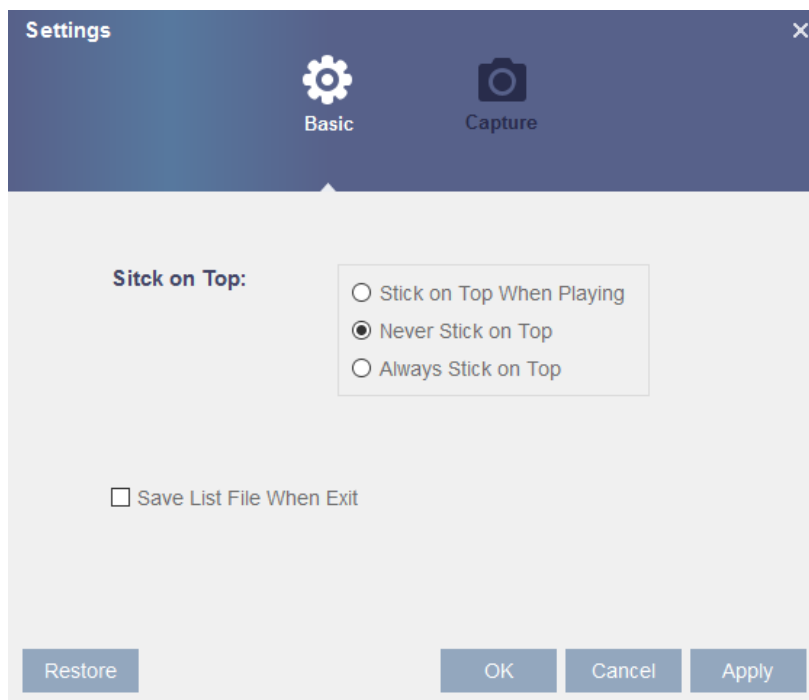 Settings
Basic
Capture
Sitck on Top:
Stick on Top When Playing
Never Stick on Top
Always Stick on Top
Save List File When Exit
Restore
OK
Cancel
Apply